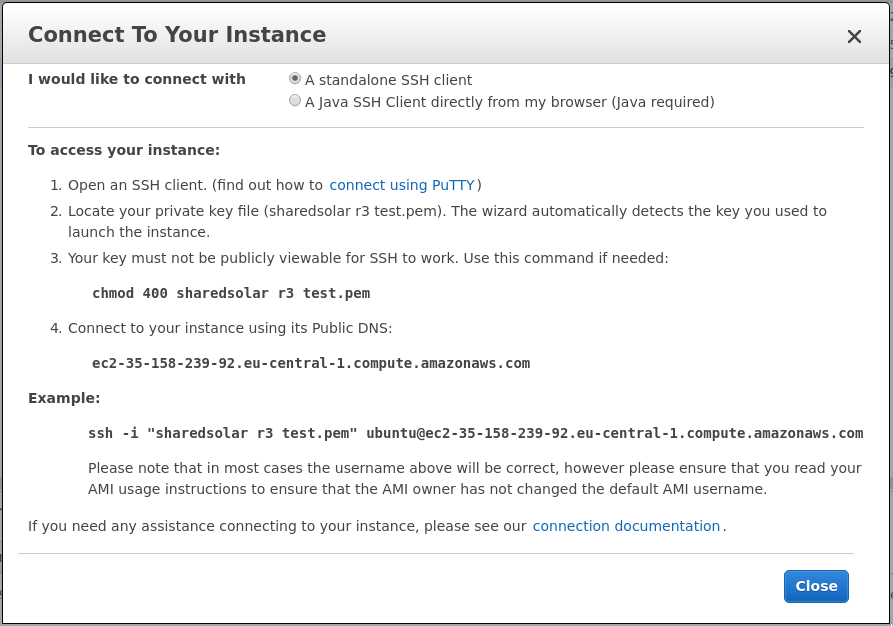 Connect To Your Instance
I would like to connect with
A standalone SSH client
A Java SSH Client directly from my browser (Java required)
To access your instance:
1. Open an SSH client. (find out how to connect using PuTTY)
2. Locate your private key file (sharedsolar r3 test.pem). The wizard automatically detects the key you used to
launch the instance.
3. Your key must not be publicly viewable for SSH to work. Use this command if needed:
chmod 400 sharedsolar r3 test.pem
4. Connect to your instance using its Public DNS:
ec2-35-158-239-92.eu-central-1.compute.amazonaws.com
Example:
ssh -i "sharedsolar r3 test.pem" ubuntu@ec2-35-158-239-92.eu-central-1.compute.amazonaws.com
Please note that in most cases the username above will be correct, however please ensure that you read your
AMI usage instructions to ensure that the AMI owner has not changed the default AMI username.
If you need any assistance connecting to your instance, please see our connection documentation.
Close